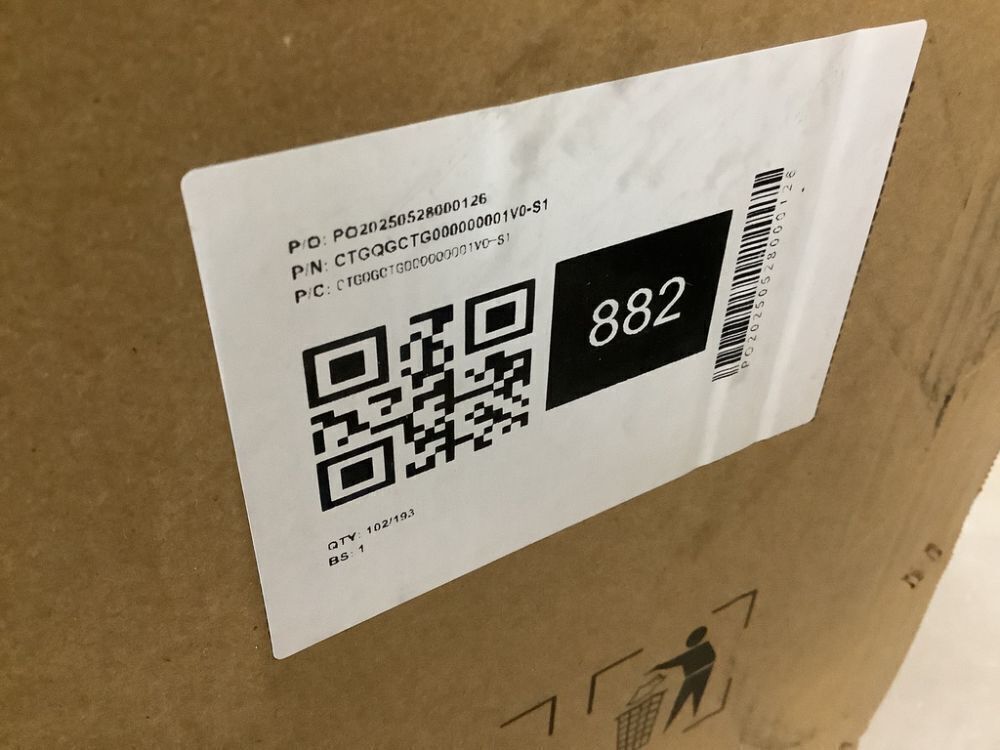 P/O: PO20250528000126
P/N: CTGQGCTG000000001V0-S1
P/C: CTGQGCTG000000001V0-S1
882
PO20250528000126
QTY: 102/193
BS: 1